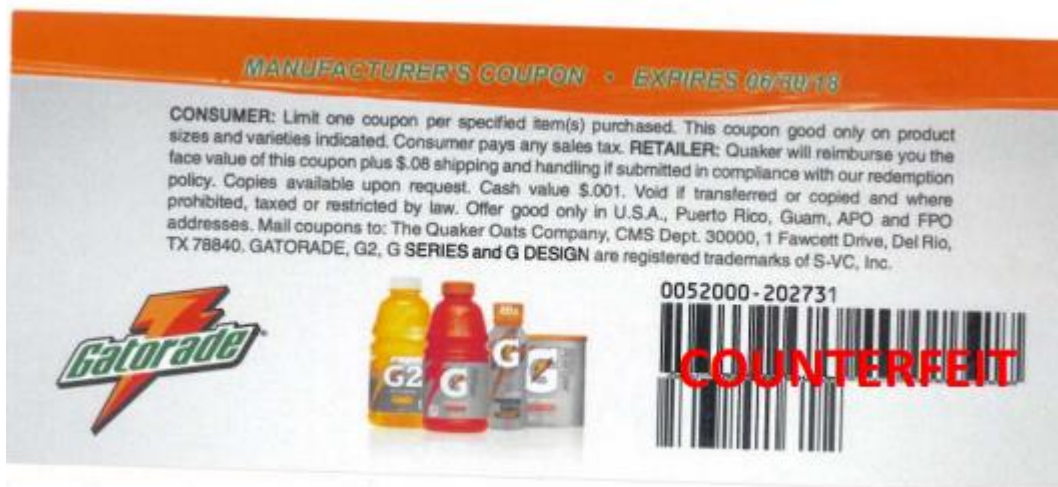 MANUFACTURER'S COUPON • EXPIRES 06/30/18
CONSUMER: Limit one coupon per specified item(s) purchased. This coupon good only on product
sizes and varieties indicated. Consumer pays any sales tax. RETAILER: Quaker will reimburse you the
face value of this coupon plus $.08 shipping and handling if submitted in compliance with our redemption
policy. Copies available upon request. Cash value $.001. Void if transferred or copied and where
prohibited, taxed or restricted by law. Offer good only in U.S.A., Puerto Rico, Guam, APO and FPO
addresses. Mail coupons to: The Quaker Oats Company, CMS Dept. 30000, 1 Fawcett Drive, Del Rio,
TX 78840. GATORADE, G2, G SERIES and G DESIGN are registered trademarks of S-VC, Inc.
0052000-202731
Gatorade
G2
G
G
G
COUNTERFEIT